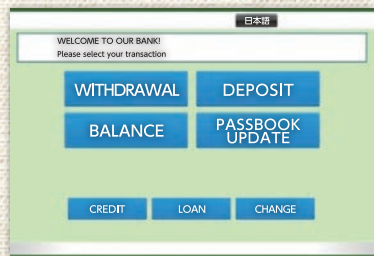 日本語
WELCOME TO OUR BANK!
Please select your transaction
WITHDRAWAL
DEPOSIT
BALANCE
PASSBOOK
UPDATE
CREDIT
LOAN
CHANGE